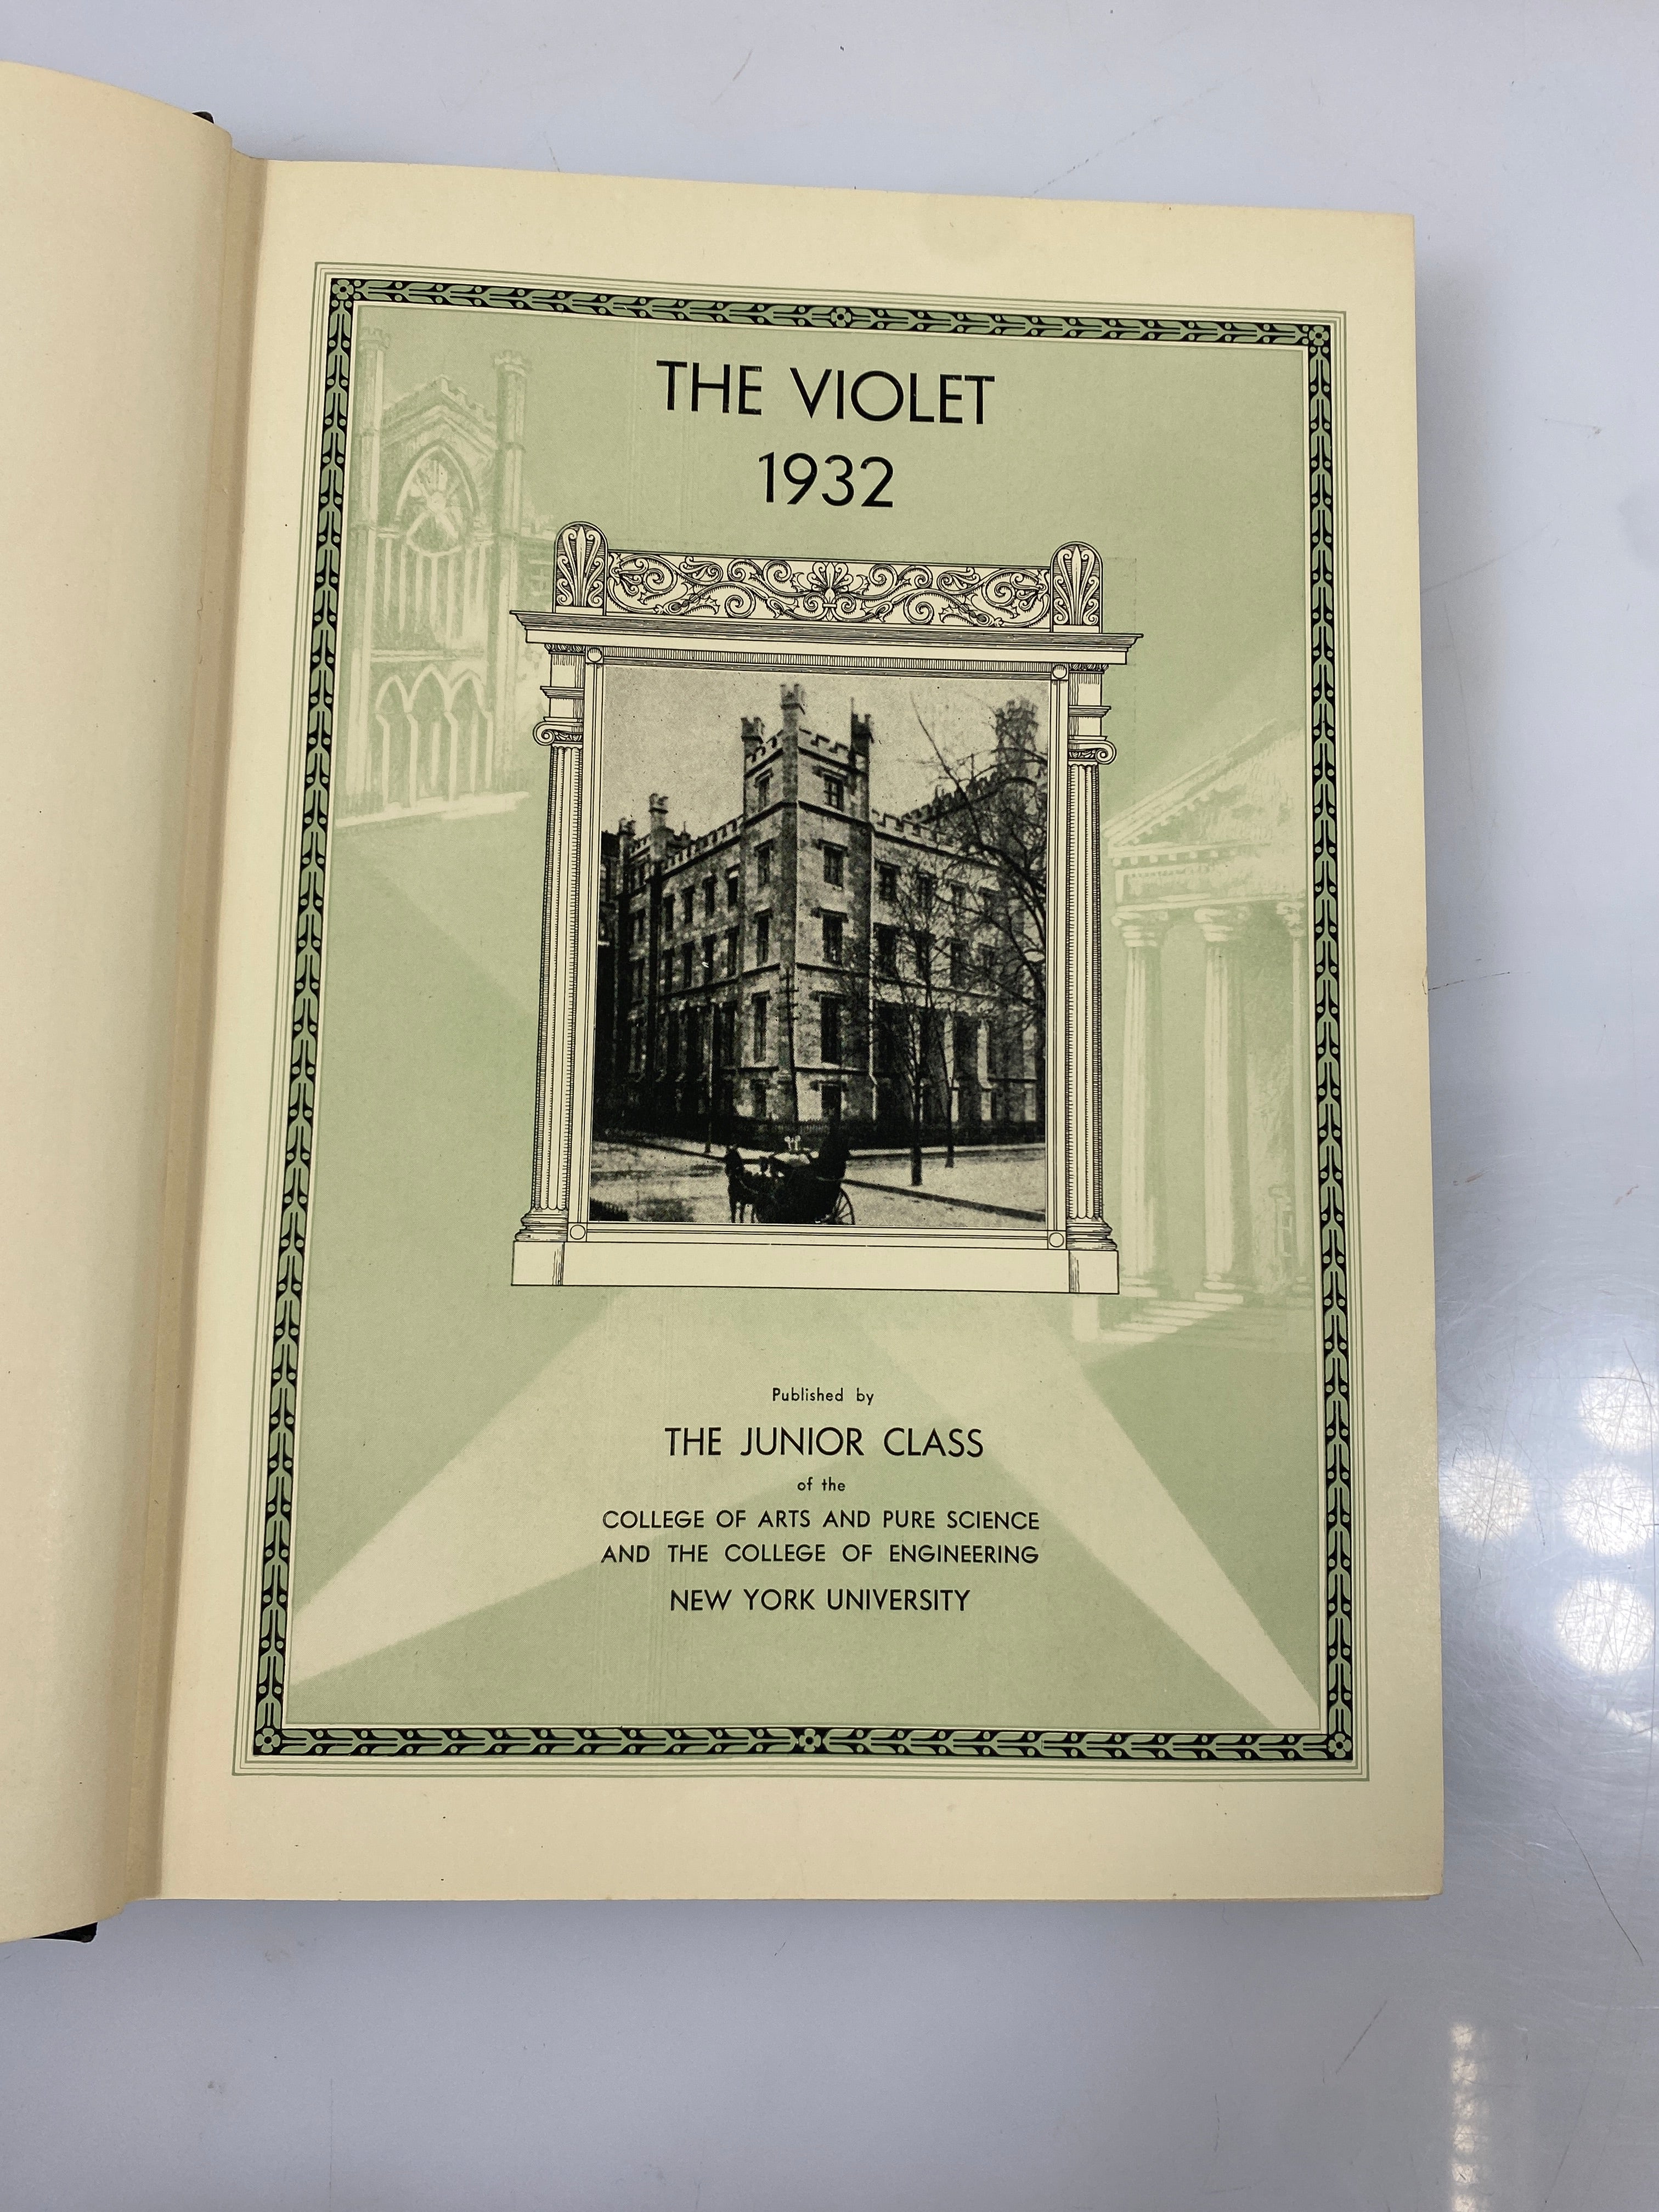 THE VIOLET
1932
Published by
THE JUNIOR CLASS
of the
COLLEGE OF ARTS AND PURE SCIENCE
AND THE COLLEGE OF ENGINEERING
NEW YORK UNIVERSITY